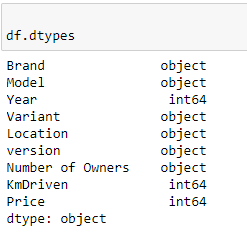 df.dtypes
Brand object
Model object
Year int64
Variant object
Location object
version object
Number of Owners object
KmDriven int64
Price int64
dtype: object